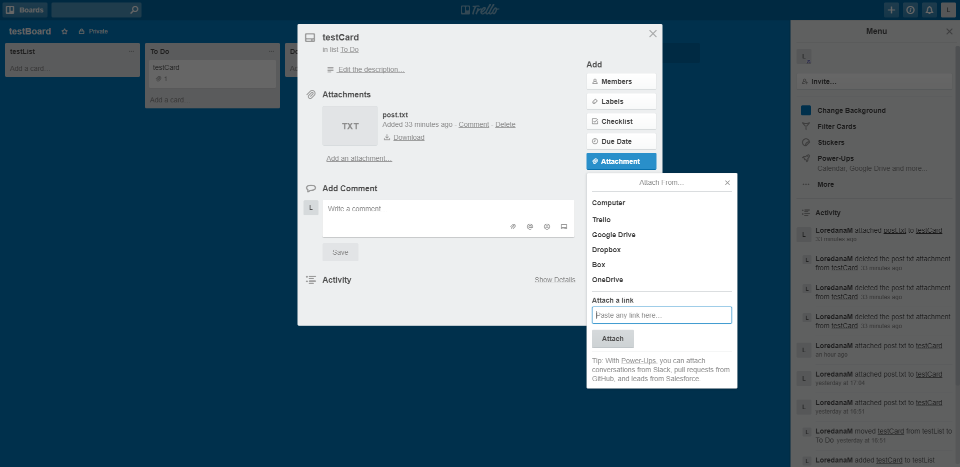 Boards
Trello
L
testBoard
Private
testList
Add a card...
To Do
testCard
1
Add a card...
Do
testCard
in list To Do
Edit the description...
Attachments
TXT
post.txt
Added 33 minutes ago - Comment - Delete
Download
Add an attachment...
Add Comment
L
Write a comment
Save
Activity
Show Details
Add
Members
Labels
Checklist
Due Date
Attachment
Attach From...
Computer
Trello
Google Drive
Dropbox
Box
OneDrive
Attach a link
Paste any link here...
Attach
Tip: With Power-Ups, you can attach
conversations from Slack, pull requests from
GitHub, and leads from Salesforce.
Menu
L
Invite...
Change Background
Filter Cards
Stickers
Power-Ups
Calendar, Google Drive and more...
More
Activity
L
LoredanaM attached post.txt to testCard
33 minutes ago
L
LoredanaM deleted the post.txt attachment
from testCard 33 minutes ago
L
LoredanaM deleted the post.txt attachment
from testCard 33 minutes ago
L
LoredanaM deleted the post.txt attachment
from testCard 33 minutes ago
L
LoredanaM attached post.txt to testCard
an hour ago
L
LoredanaM attached post.txt to testCard
yesterday at 17:04
L
LoredanaM attached post.txt to testCard
yesterday at 16:51
L
LoredanaM moved testCard from testList to
To Do yesterday at 16:51
L
LoredanaM added testCard to testList